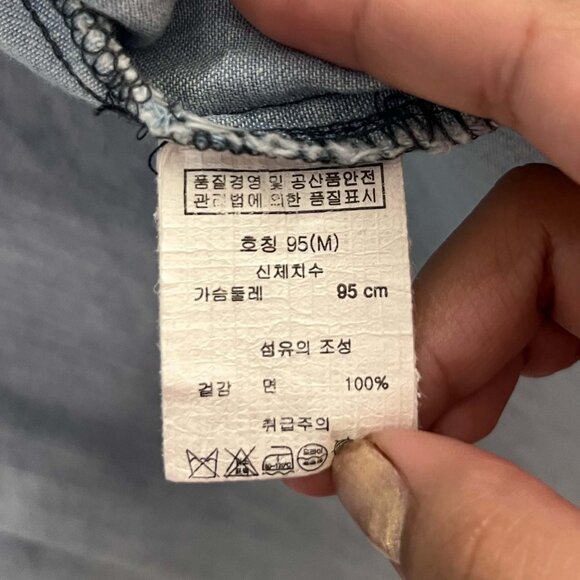 품질경영 및 공산품안전
관리법에 의한 품질표시
호칭 95(M)
신체치수
가슴둘레 95 cm
섬유의 조성
겉감 면 100%
취급주의